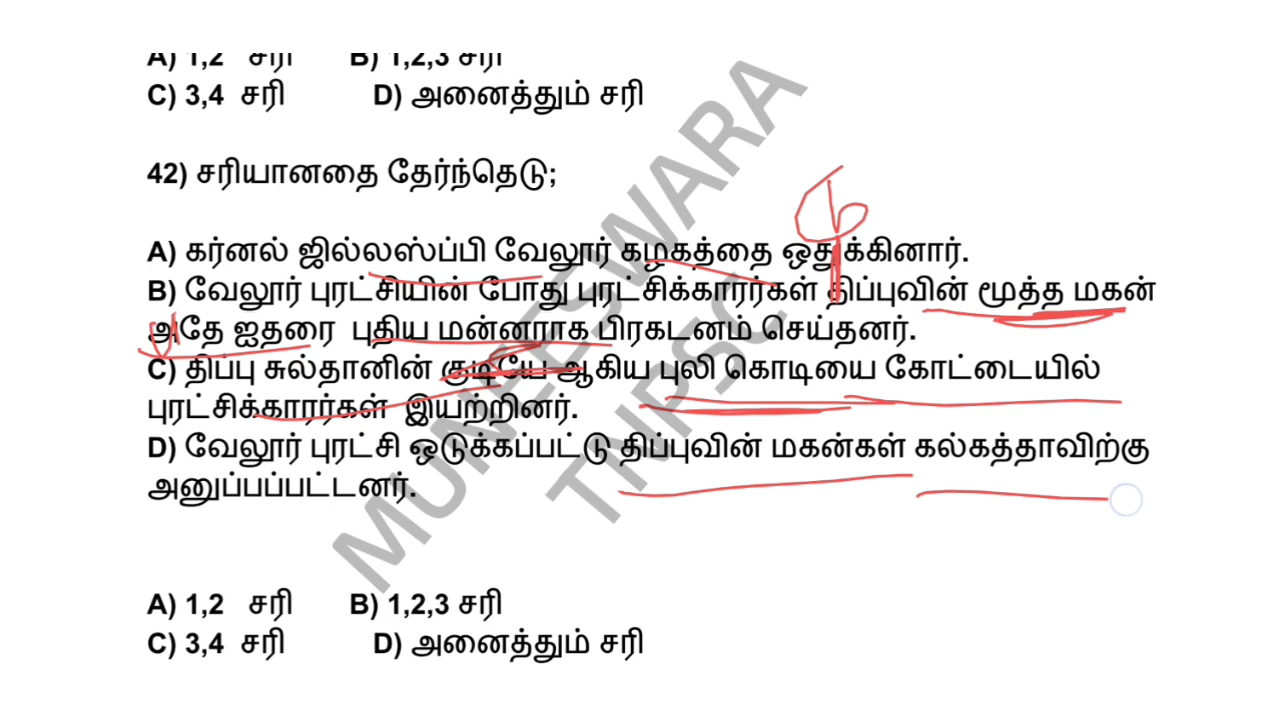 A) 1,2 சரி B) 1,2,3 சரி
C) 3,4 சரி D) அனைத்தும் சரி
42) சரியானதை தேர்ந்தெடு;
A) கர்னல் ஜில்லஸ்ப்பி வேலூர் கழகத்தை ஒதுக்கினார்.
B) வேலூர் புரட்சியின் போது புரட்சிக்காரர்கள் திப்புவின் மூத்த மகன்
அதே ஐதரை புதிய மன்னராக பிரகடனம் செய்தனர்.
C) திப்பு சுல்தானின் குடியே ஆகிய புலி கொடியை கோட்டையில்
புரட்சிக்காரர்கள் இயற்றினர்.
D) வேலூர் புரட்சி ஒடுக்கப்பட்டு திப்புவின் மகன்கள் கல்கத்தாவிற்கு
அனுப்பப்பட்டனர்.
A) 1,2 சரி B) 1,2,3 சரி
C) 3,4 சரி D) அனைத்தும் சரி
MUNEESWARA
TNPSC